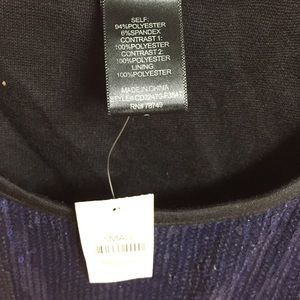 SELF:
94%POLYESTER
6%SPANDEX
CONTRAST 1:
100%POLYESTER
CONTRAST 2:
100%POLYESTER
LINING:
100%POLYESTER
MADE IN CHINA
RN# 78749
SMALL